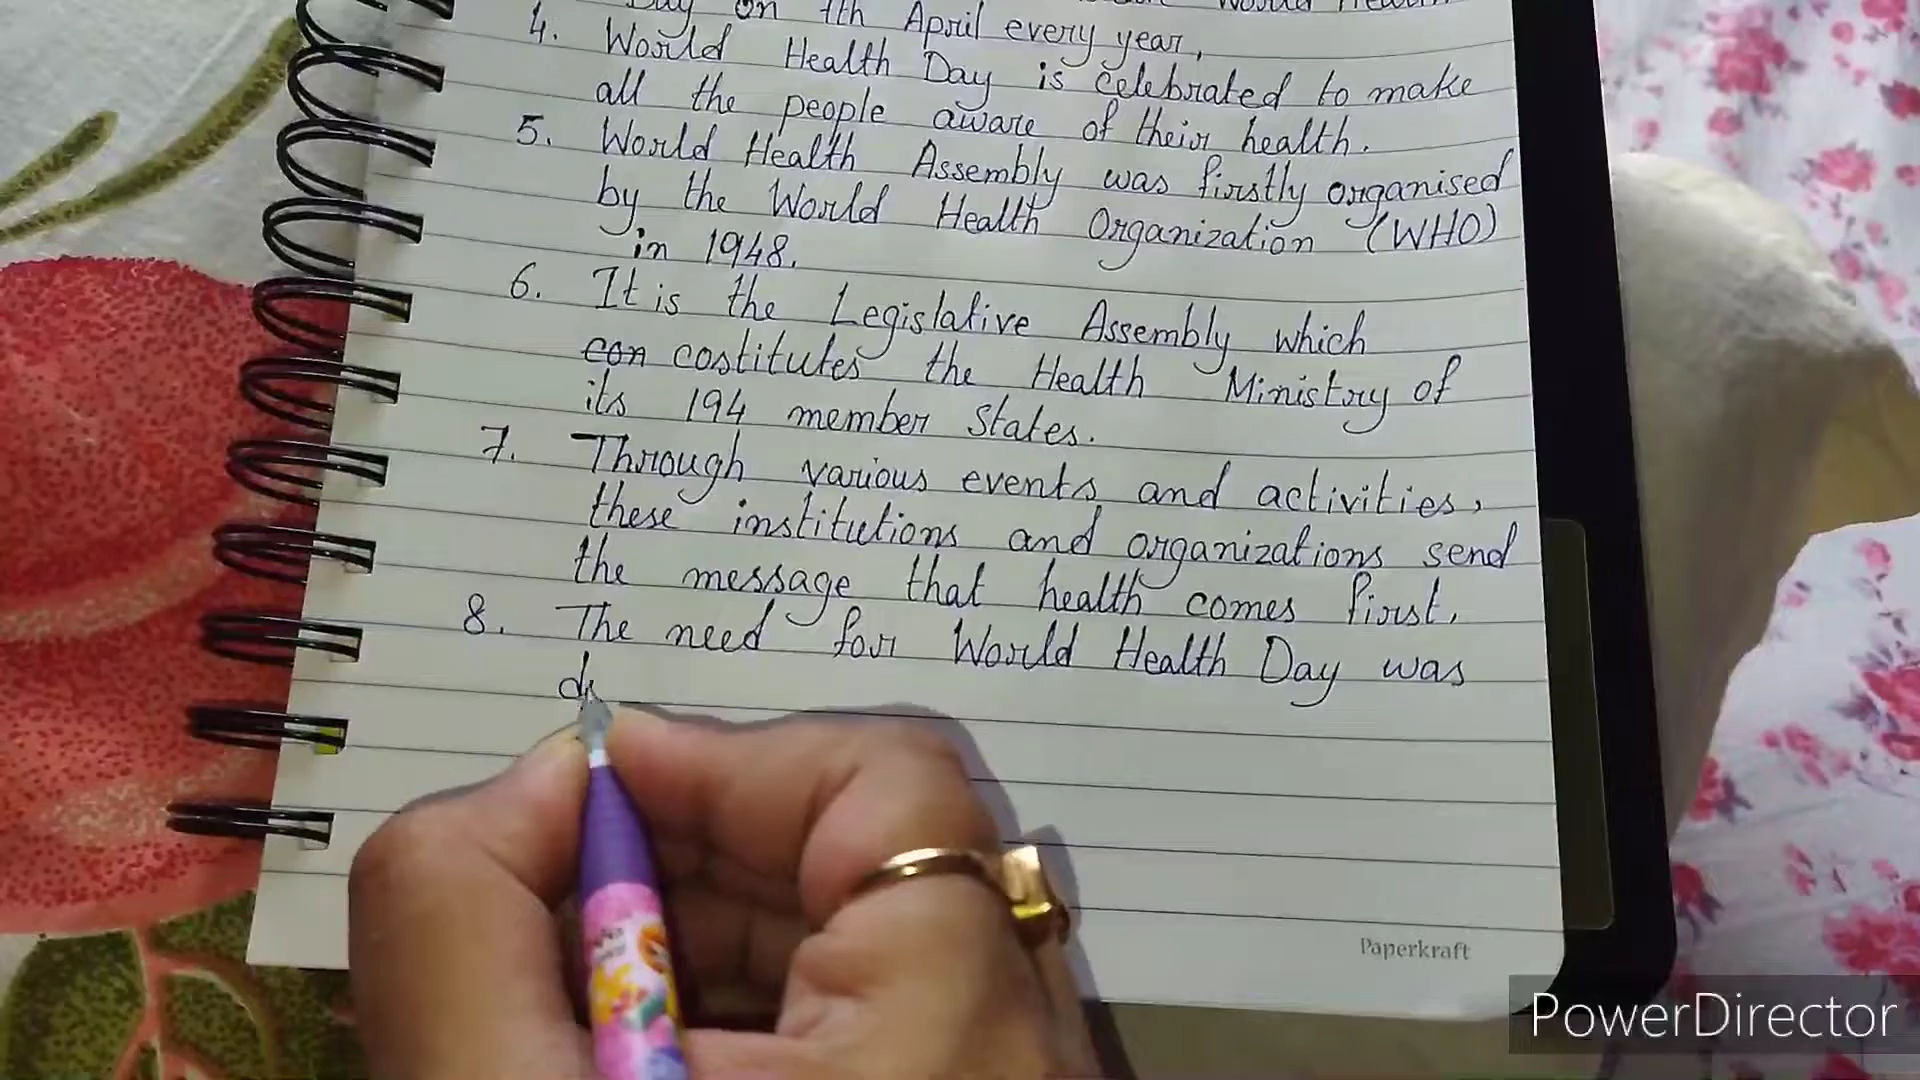 Day on 7th April every year.
4. World Health Day is celebrated to make
all the people aware of their health.
5. World Health Assembly was firstly organised
by the World Health Organization (WHO)
in 1948.
6. It is the Legislative Assembly which
con costitutes the Health Ministry of
its 194 member States.
7. Through various events and activities,
these institutions and organizations send
the message that health comes first.
8. The need for World Health Day was
Paperkraft
PowerDirector